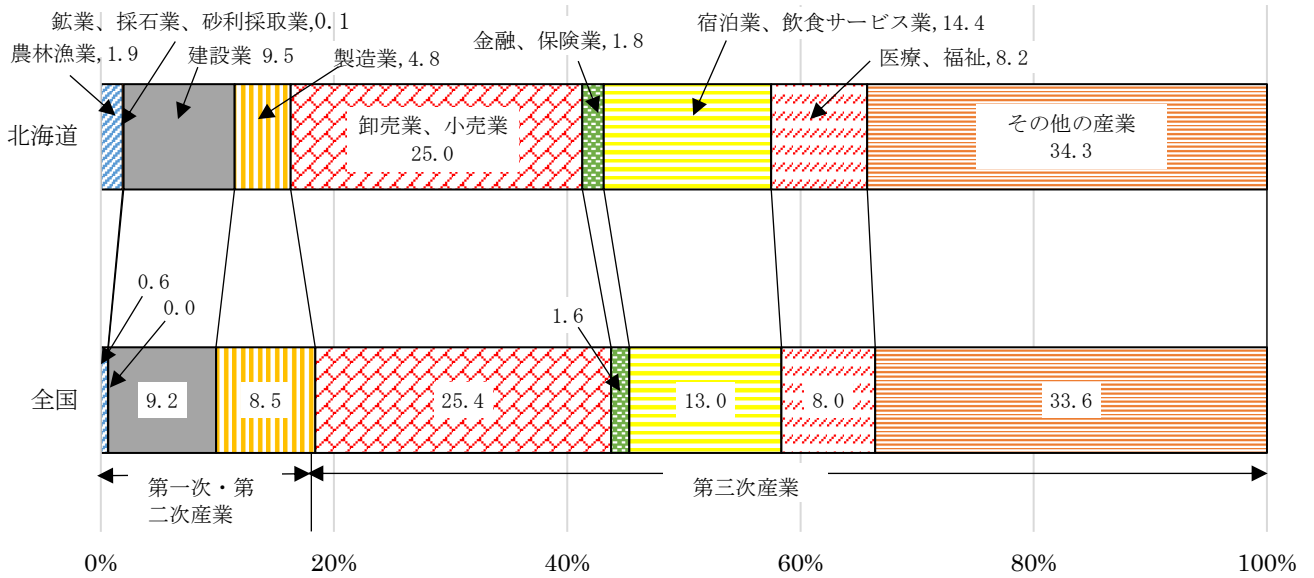 鉱業、採石業、砂利採取業,0.1
農林漁業,1.9
建設業 9.5
製造業,4.8
金融、保険業,1.8
宿泊業、飲食サービス業,14.4
医療、福祉,8.2
北海道
卸売業、小売業
25.0
その他の産業
34.3
0.6
0.0
1.6
全国
9.2
8.5
25.4
13.0
8.0
33.6
第一次・第
二次産業
第三次産業
0%
20%
40%
60%
80%
100%